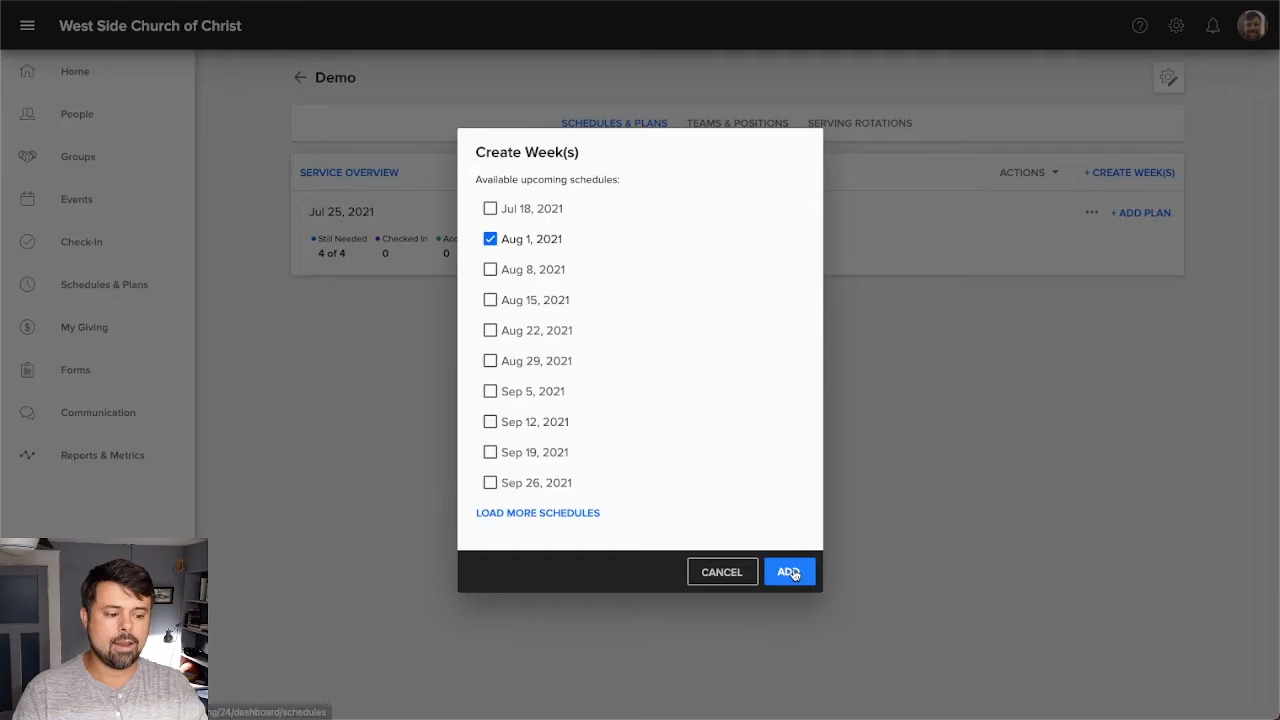 West Side Church of Christ
Home
People
Groups
Events
Check-In
Schedules & Plans
My Giving
Forms
Communication
Reports & Metrics
Demo
SCHEDULES & PLANS TEAMS & POSITIONS SERVING ROTATIONS
SERVICE OVERVIEW ACTIONS + CREATE WEEK(S)
Jul 25, 2021 ••• + ADD PLAN
Still Needed Checked In
4 of 4 0 0
Create Week(s)
Available upcoming schedules:
Jul 18, 2021
Aug 1, 2021
Aug 8, 2021
Aug 15, 2021
Aug 22, 2021
Aug 29, 2021
Sep 5, 2021
Sep 12, 2021
Sep 19, 2021
Sep 26, 2021
LOAD MORE SCHEDULES
CANCEL ADD
ng/24/dashboard/schedules